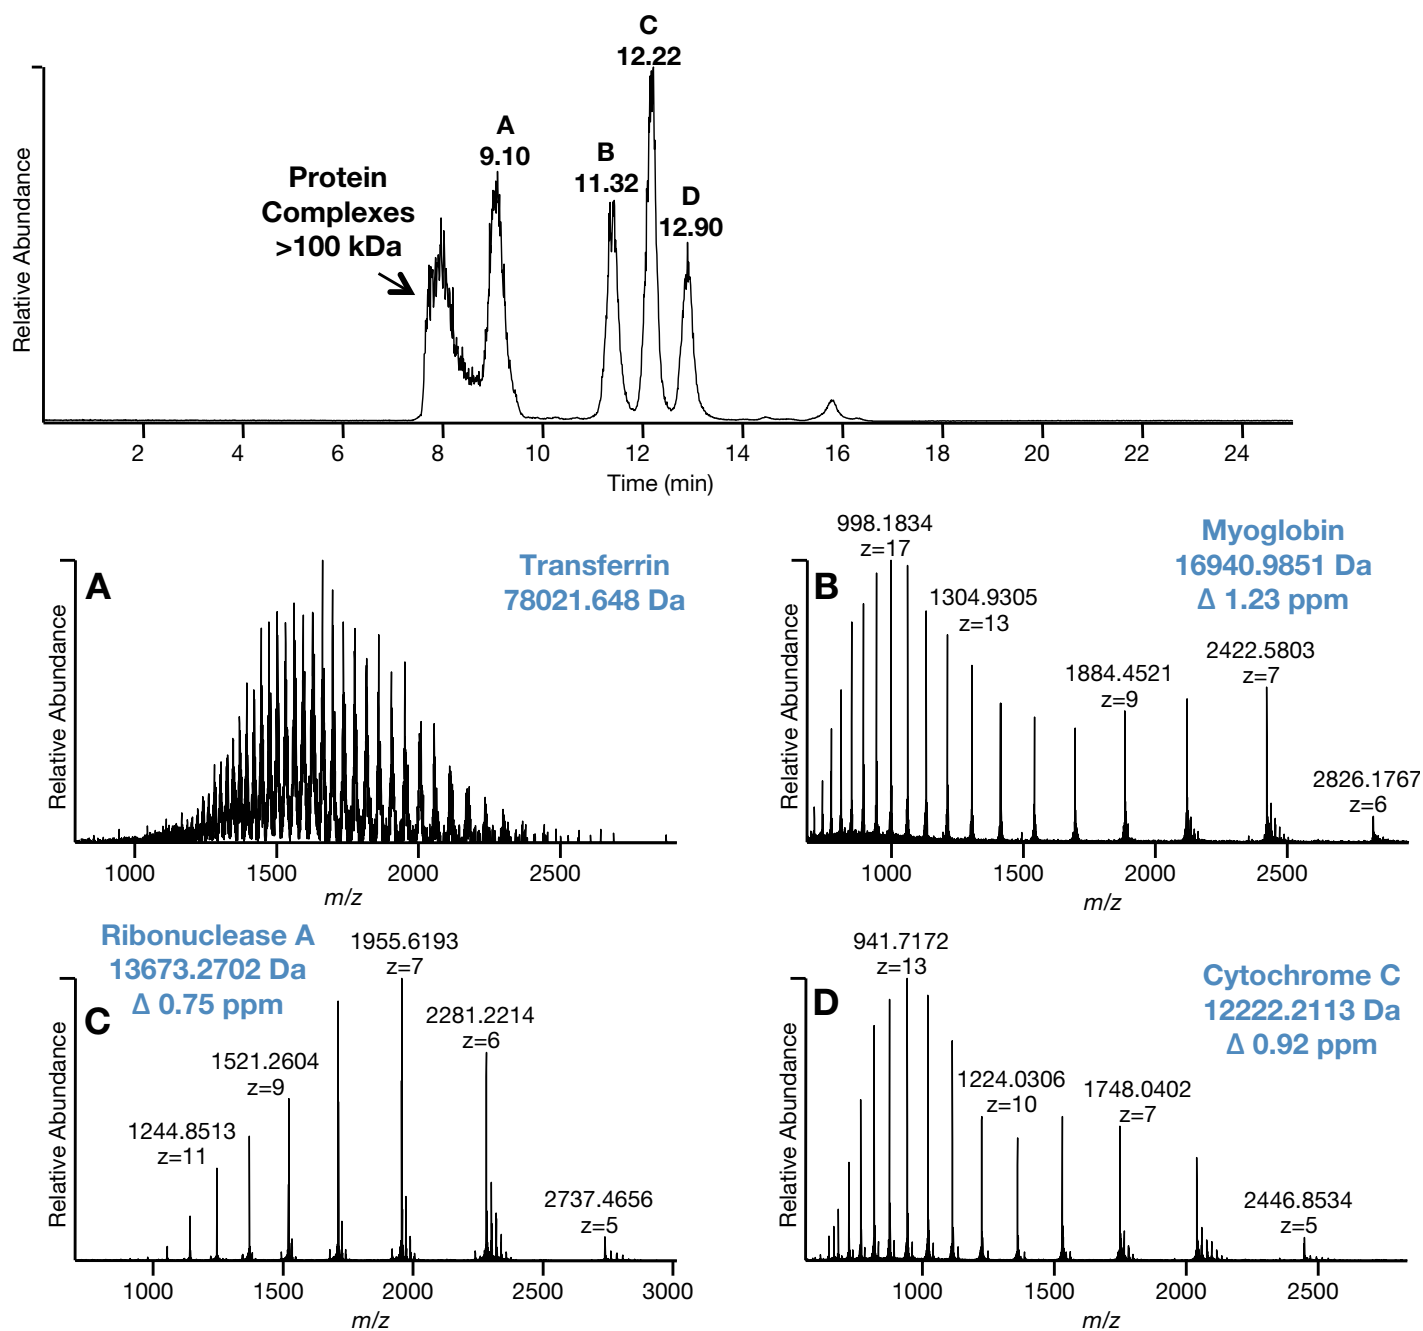 C
12.22
A
9.10
B
11.32
D
12.90
Protein
Complexes
>100 kDa
Relative Abundance
2 4 6 8 10 12 14 16 18 20 22 24
Time (min)
A
Transferrin
78021.648 Da
Relative Abundance
1000 1500 2000 2500
m/z
B
Myoglobin
16940.9851 Da
Δ 1.23 ppm
998.1834
z=17
1304.9305
z=13
1884.4521
z=9
2422.5803
z=7
2826.1767
z=6
Relative Abundance
1000 1500 2000 2500
m/z
C
Ribonuclease A
13673.2702 Da
Δ 0.75 ppm
1244.8513
z=11
1521.2604
z=9
1955.6193
z=7
2281.2214
z=6
2737.4656
z=5
Relative Abundance
1000 1500 2000 2500 3000
m/z
D
Cytochrome C
12222.2113 Da
Δ 0.92 ppm
941.7172
z=13
1224.0306
z=10
1748.0402
z=7
2446.8534
z=5
Relative Abundance
1000 1500 2000 2500
m/z